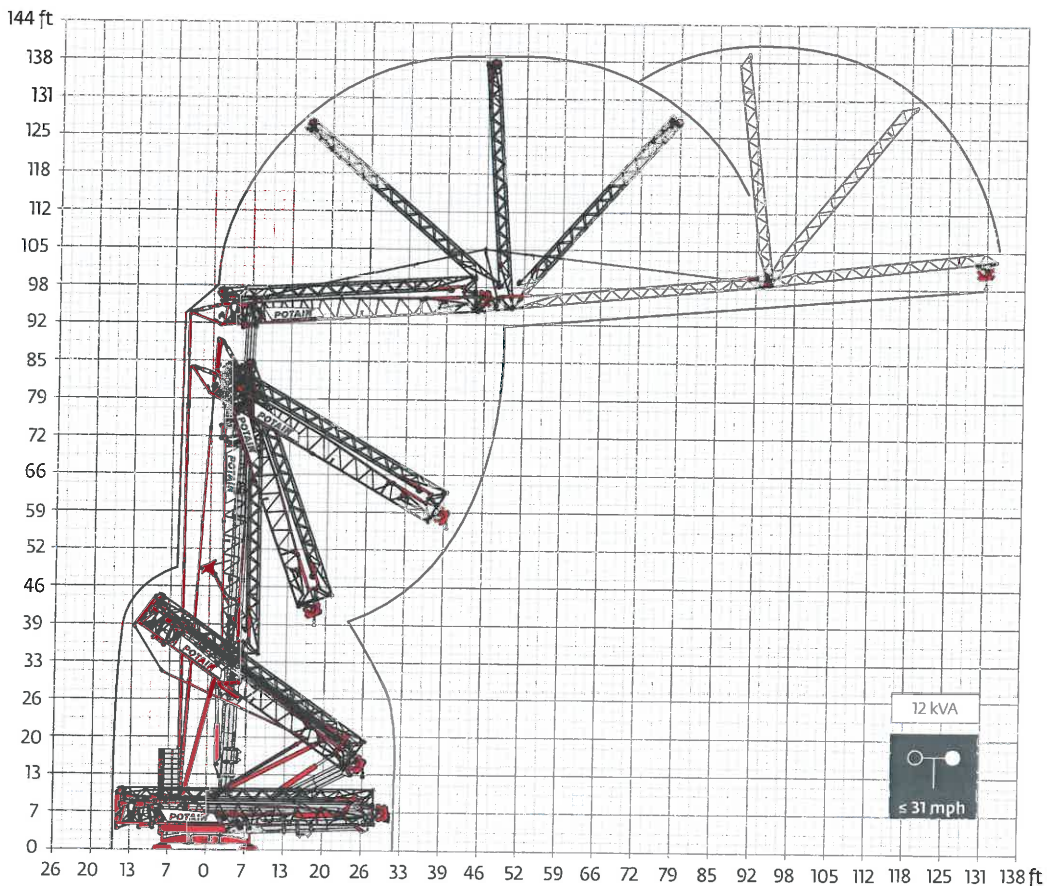 144 ft
138
131
125
118
112
105
98
92
85
79
72
66
59
52
46
39
33
26
20
13
7
0
POTAIN
POTAIN
POTAIN
POTAIN
POTAIN
POTAIN
12 kVA
≤ 31 mph
26 20 13 7 0 7 13 20 26 33 39 46 52 59 66 72 79 85 92 98 105 112 118 125 131 138 ft